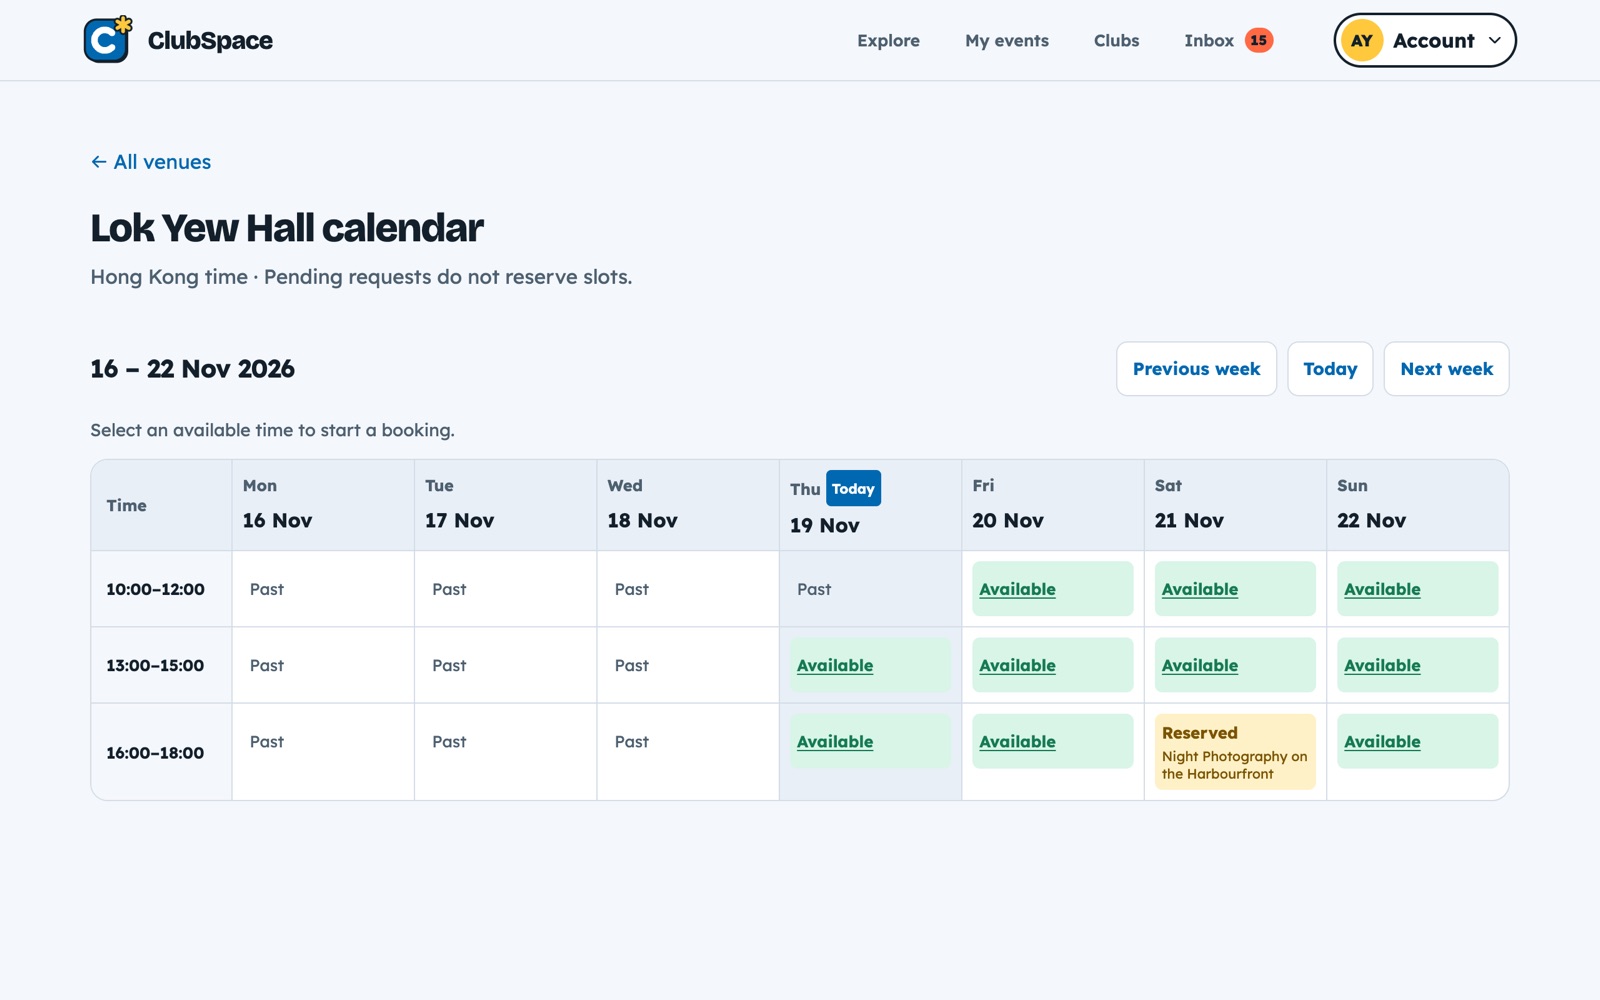 C
ClubSpace
Explore
My events
Clubs
Inbox 15
AY Account
← All venues
Lok Yew Hall calendar
Hong Kong time · Pending requests do not reserve slots.
16 – 22 Nov 2026
Previous week
Today
Next week
Select an available time to start a booking.
Time
Mon
16 Nov
Tue
17 Nov
Wed
18 Nov
Thu Today
19 Nov
Fri
20 Nov
Sat
21 Nov
Sun
22 Nov
10:00–12:00
Past
Past
Past
Past
Available
Available
Available
13:00–15:00
Past
Past
Past
Available
Available
Available
Available
16:00–18:00
Past
Past
Past
Available
Available
Reserved
Night Photography on
the Harbourfront
Available